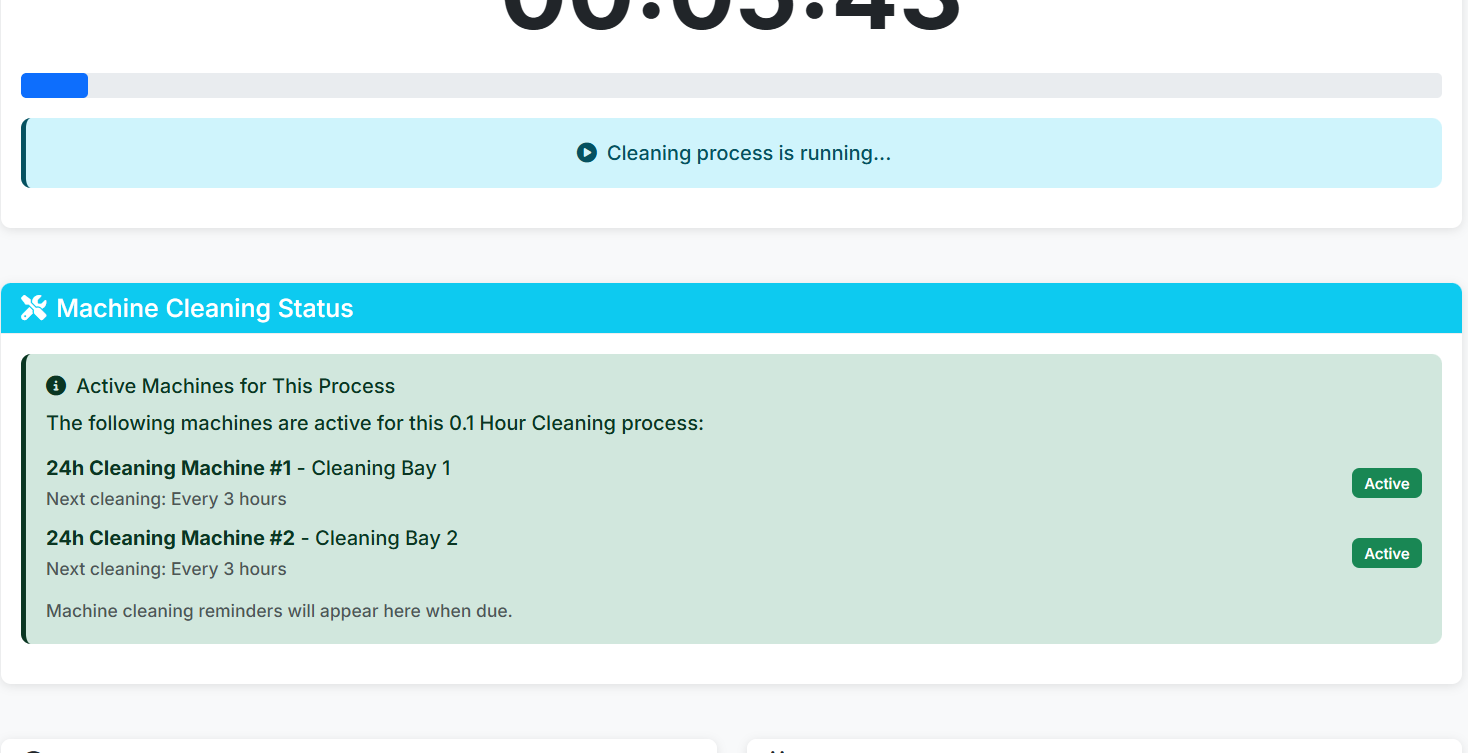 00:05:43
Cleaning process is running...
Machine Cleaning Status
Active Machines for This Process
The following machines are active for this 0.1 Hour Cleaning process:
24h Cleaning Machine #1 - Cleaning Bay 1
Next cleaning: Every 3 hours
Active
24h Cleaning Machine #2 - Cleaning Bay 2
Next cleaning: Every 3 hours
Active
Machine cleaning reminders will appear here when due.